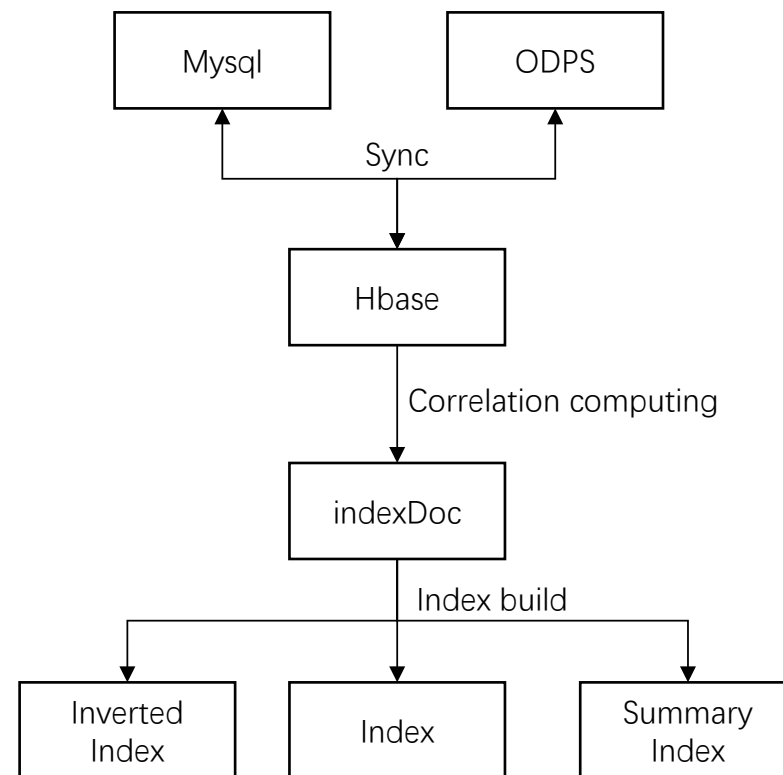 Mysql
ODPS
Sync
Hbase
Correlation computing
indexDoc
Index build
Inverted
Index
Index
Summary
Index